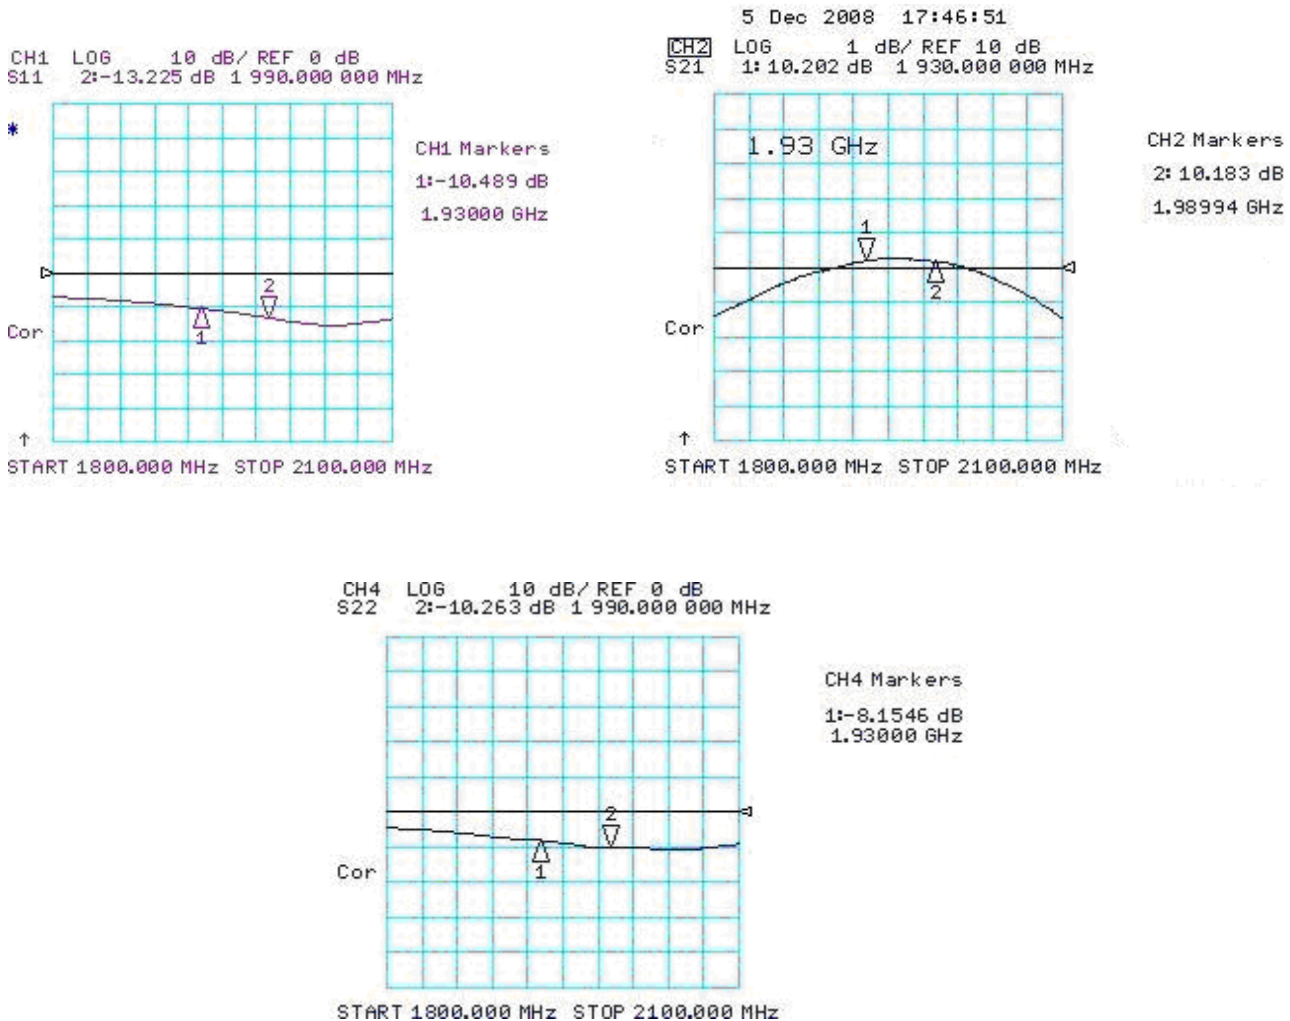 CH1 LOG 10 dB/ REF 0 dB
S11 2:-13.225 dB 1 990.000 000 MHz
*
CH1 Markers
1:-10.489 dB
1.93000 GHz
2
1
Cor
↑
START 1800.000 MHz STOP 2100.000 MHz
5 Dec 2008 17:46:51
CH2 LOG 1 dB/ REF 10 dB
S21 1:10.202 dB 1 930.000 000 MHz
1.93 GHz
CH2 Markers
2:10.183 dB
1.98994 GHz
1
2
Cor
↑
START 1800.000 MHz STOP 2100.000 MHz
CH4 LOG 10 dB/ REF 0 dB
S22 2:-10.263 dB 1 990.000 000 MHz
CH4 Markers
1:-8.1546 dB
1.93000 GHz
2
1
Cor
START 1800.000 MHz STOP 2100.000 MHz